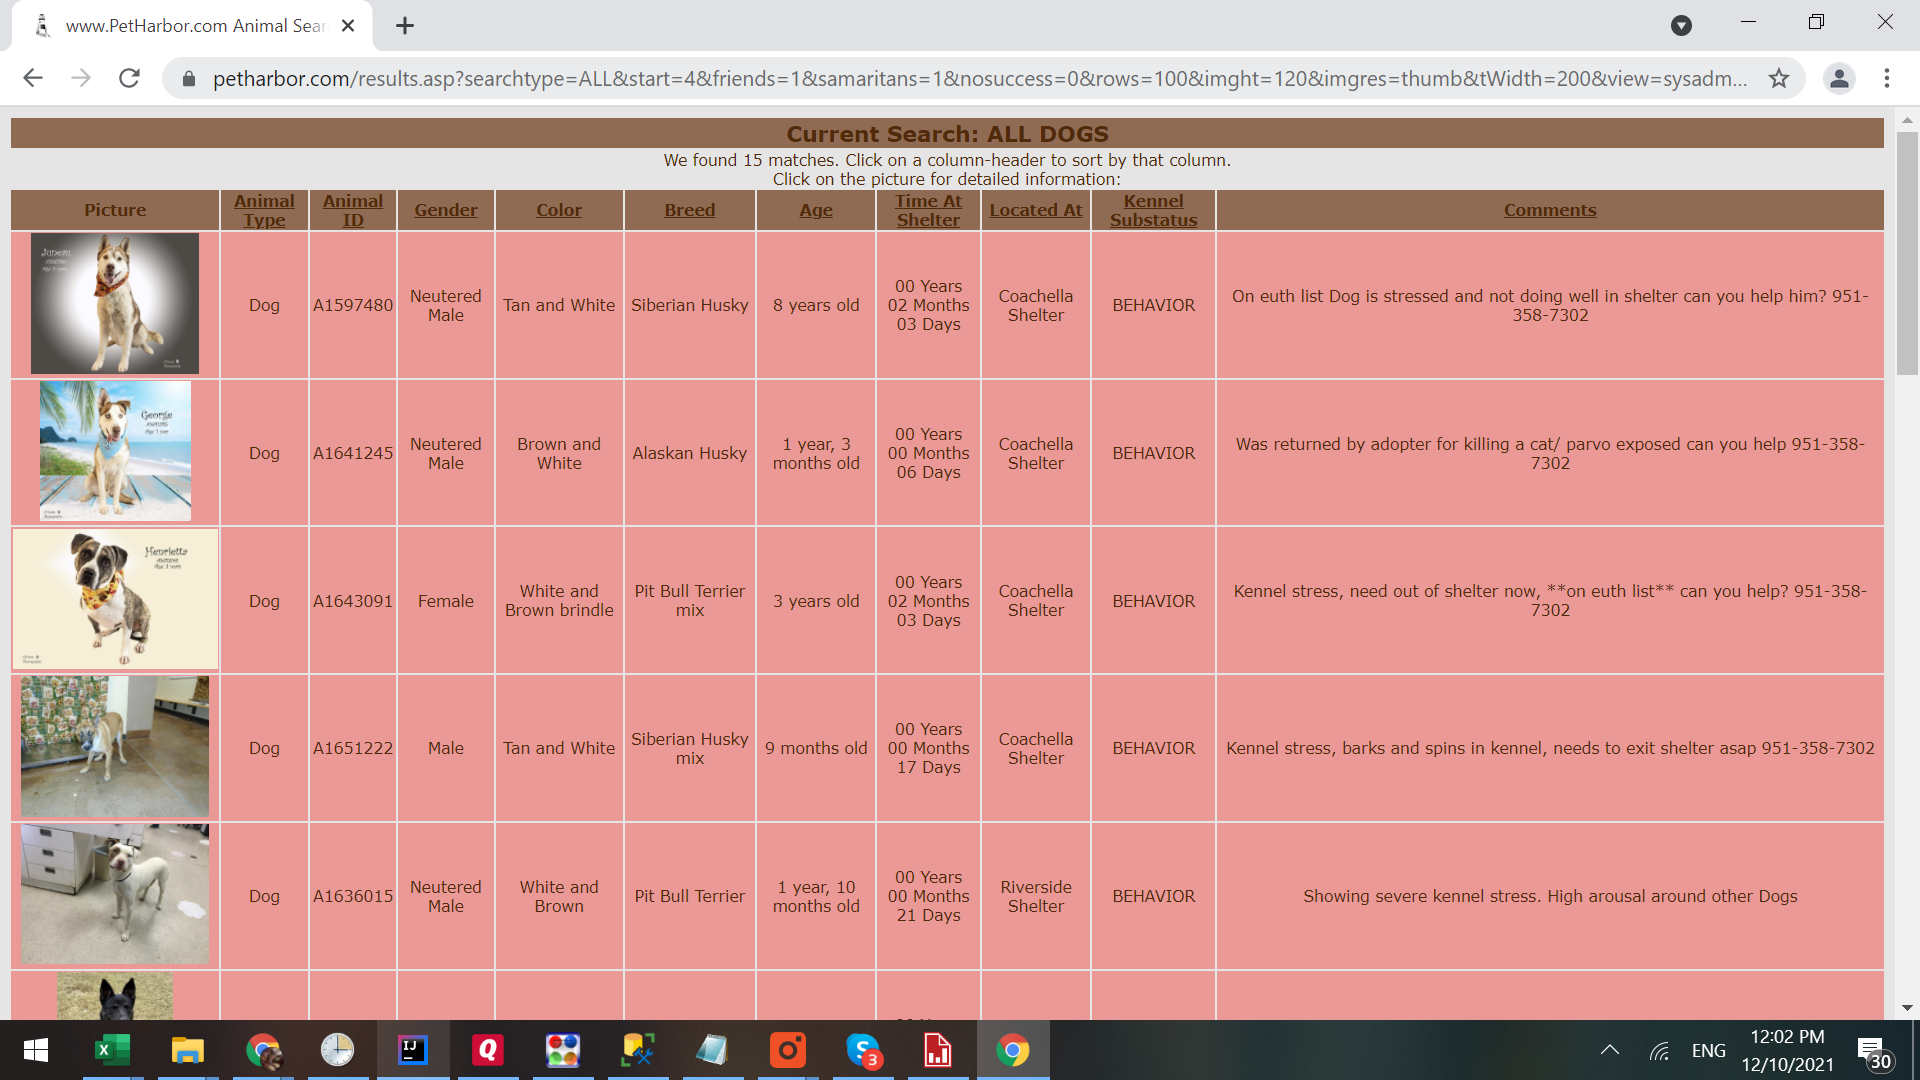 www.PetHarbor.com Animal Sear
petharbor.com/results.asp?searchtype=ALL&start=4&friends=1&samaritans=1&nosuccess=0&rows=100&imght=120&imgres=thumb&tWidth=200&view=sysadm...
Current Search: ALL DOGS
We found 15 matches. Click on a column-header to sort by that column.
Click on the picture for detailed information:
Picture
Animal
Type
Animal
ID
Gender
Color
Breed
Age
Time At
Shelter
Located At
Kennel
Substatus
Comments
Juneau
Dog
A1597480
Neutered
Male
Tan and White
Siberian Husky
8 years old
00 Years
02 Months
03 Days
Coachella
Shelter
BEHAVIOR
On euth list Dog is stressed and not doing well in shelter can you help him? 951-
358-7302
George
Age: 1 year
Dog
A1641245
Neutered
Male
Brown and
White
Alaskan Husky
1 year, 3
months old
00 Years
00 Months
06 Days
Coachella
Shelter
BEHAVIOR
Was returned by adopter for killing a cat/ parvo exposed can you help 951-358-
7302
Henrietta
Age: 3 years
Dog
A1643091
Female
White and
Brown brindle
Pit Bull Terrier
mix
3 years old
00 Years
02 Months
03 Days
Coachella
Shelter
BEHAVIOR
Kennel stress, need out of shelter now, **on euth list** can you help? 951-358-
7302
Dog
A1651222
Male
Tan and White
Siberian Husky
mix
9 months old
00 Years
00 Months
17 Days
Coachella
Shelter
BEHAVIOR
Kennel stress, barks and spins in kennel, needs to exit shelter asap 951-358-7302
Dog
A1636015
Neutered
Male
White and
Brown
Pit Bull Terrier
1 year, 10
months old
00 Years
00 Months
21 Days
Riverside
Shelter
BEHAVIOR
Showing severe kennel stress. High arousal around other Dogs
X
IJ
Q
S
3
ENG
12:02 PM
12/10/2021
30